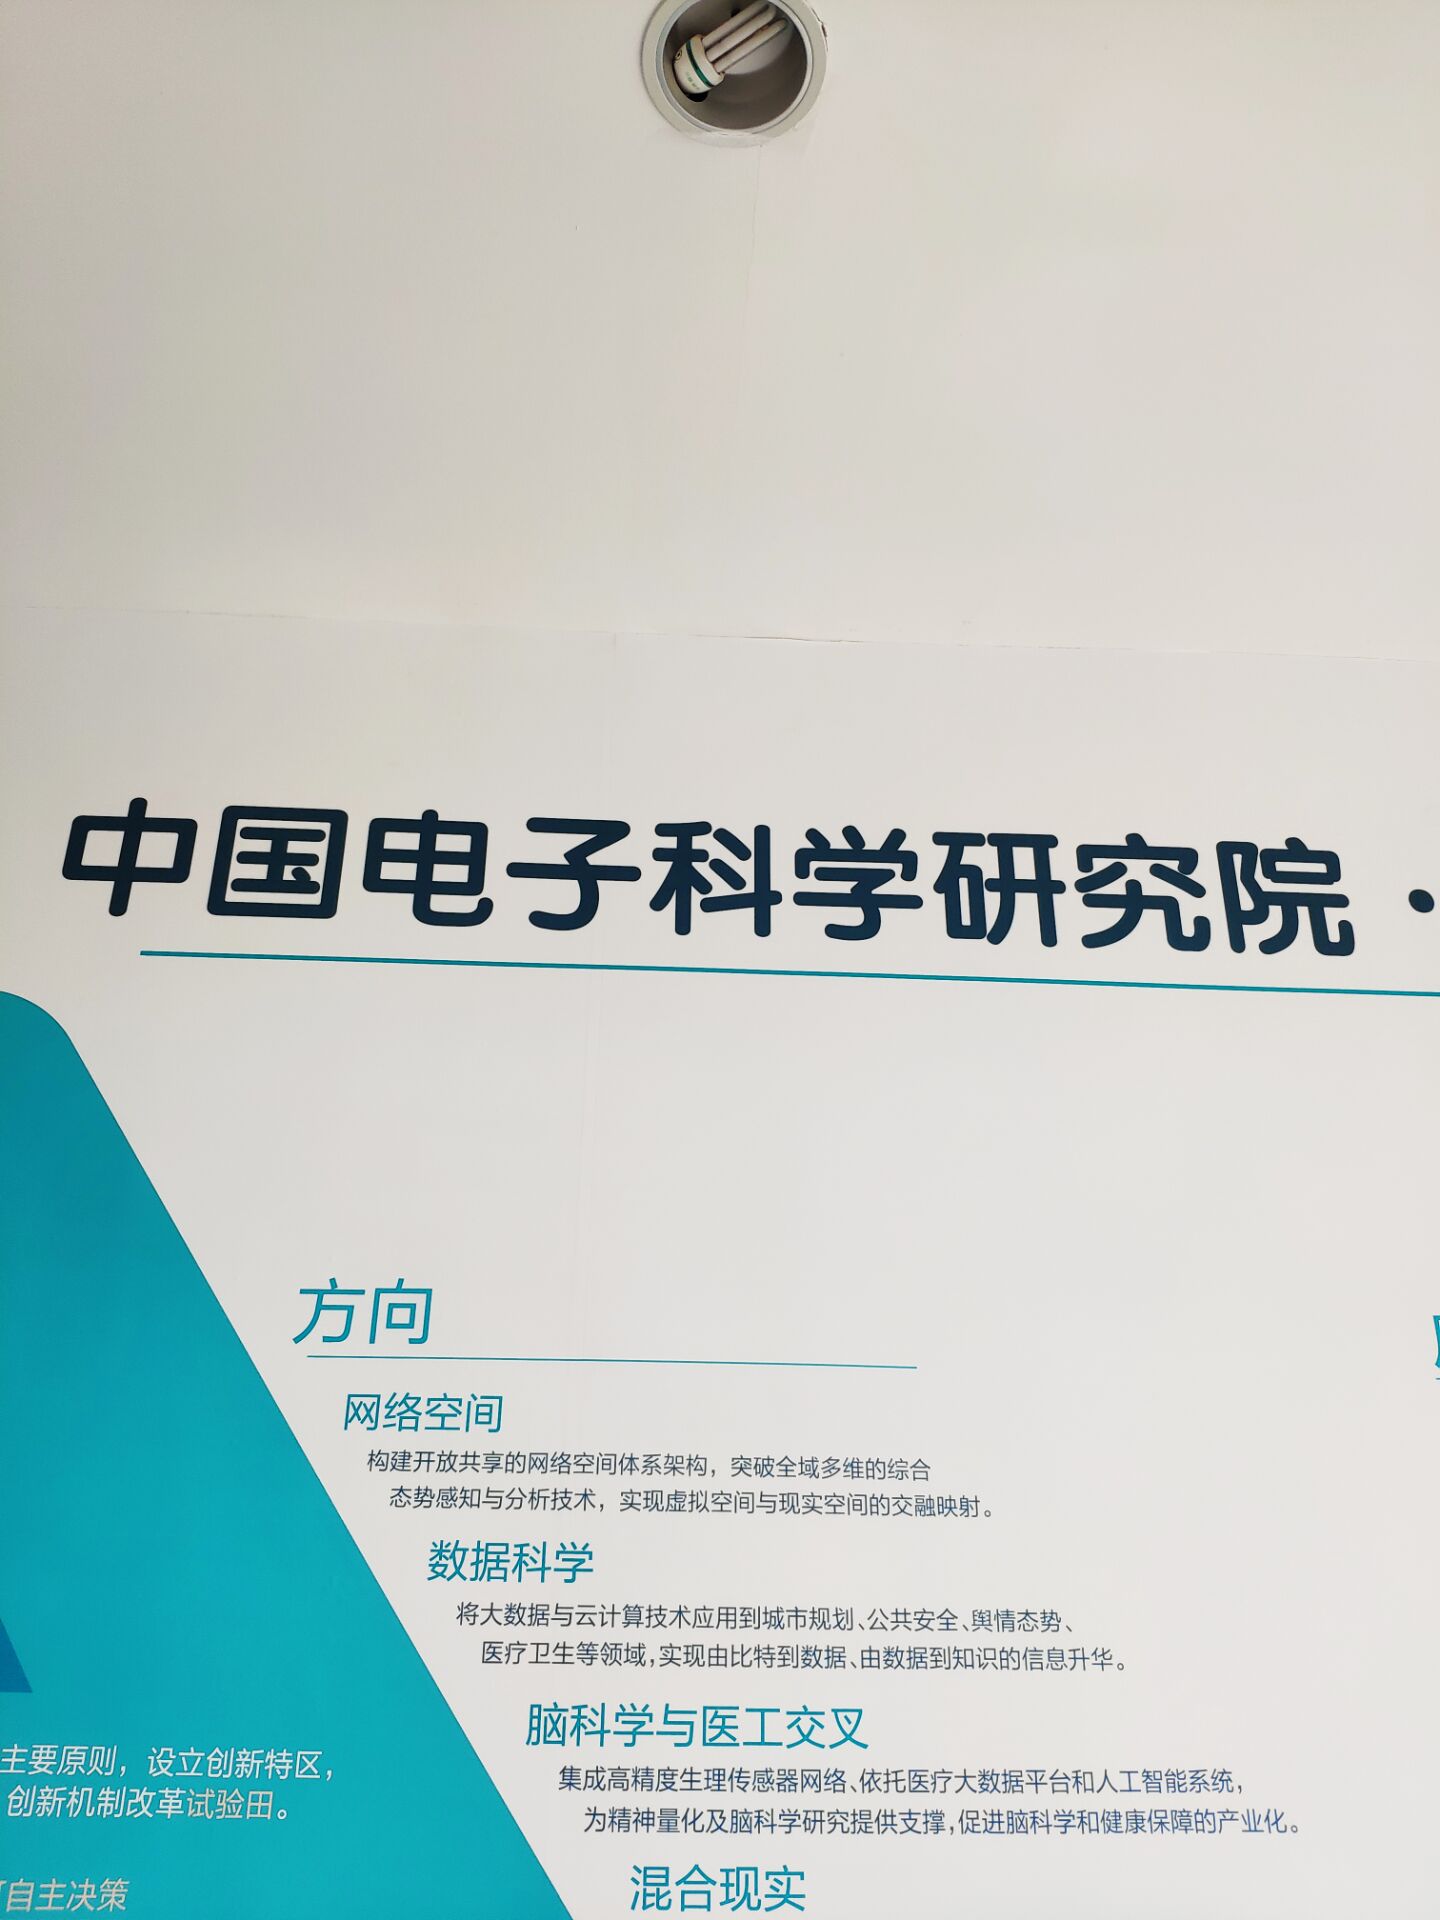 中国电子科学研究院·
方向
网络空间
构建开放共享的网络空间体系架构，突破全域多维的综合
态势感知与分析技术，实现虚拟空间与现实空间的交融映射。
数据科学
将大数据与云计算技术应用到城市规划、公共安全、舆情态势、
医疗卫生等领域，实现由比特到数据、由数据到知识的信息升华。
脑科学与医工交叉
集成高精度生理传感器网络、依托医疗大数据平台和人工智能系统，
为精神量化及脑科学研究提供支撑，促进脑科学和健康保障的产业化。
混合现实
主要原则，设立创新特区，
创新机制改革试验田。
自主决策